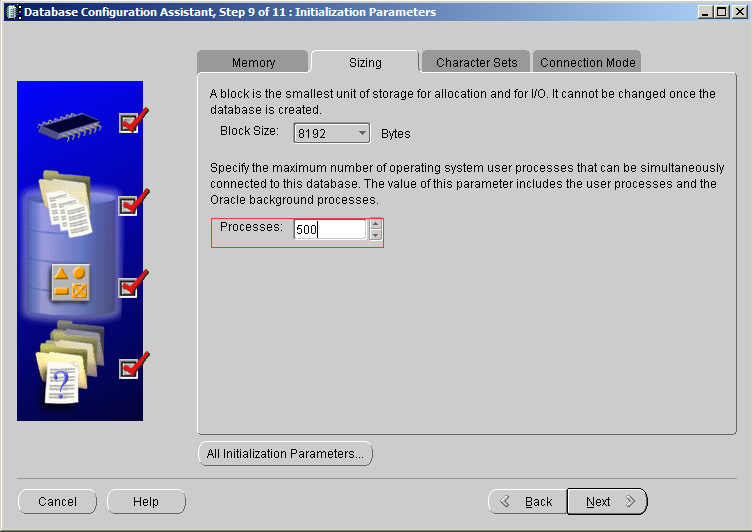 Database Configuration Assistant, Step 9 of 11 : Initialization Parameters
Memory
Sizing
Character Sets
Connection Mode
A block is the smallest unit of storage for allocation and for I/O. It cannot be changed once the
database is created.
Block Size: 8192 Bytes
Specify the maximum number of operating system user processes that can be simultaneously
connected to this database. The value of this parameter includes the user processes and the
Oracle background processes.
Processes: 500
?
All Initialization Parameters...
Cancel
Help
Back
Next